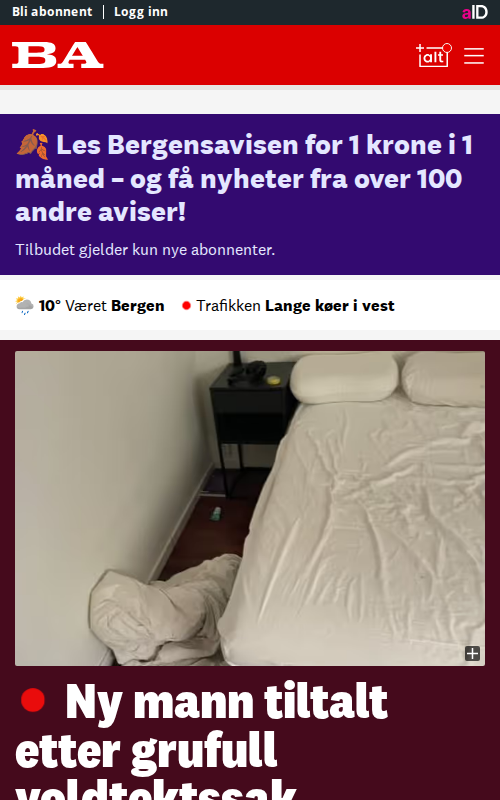 Bli abonnent | Logg inn
aID
BA
+alt
Les Bergensavisen for 1 krone i 1
måned – og få nyheter fra over 100
andre aviser!
Tilbudet gjelder kun nye abonnenter.
10° Været Bergen Trafikken Lange køer i vest
Ny mann tiltalt
etter grufull
voldtektssak